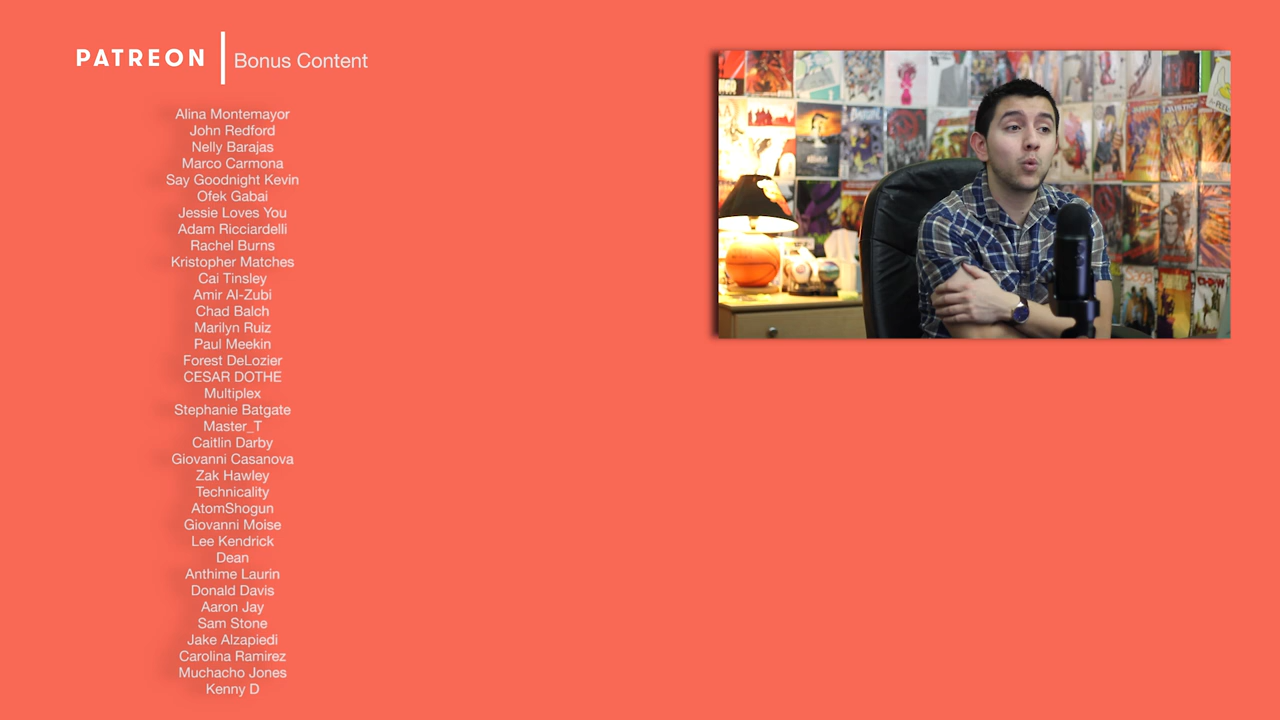 PATREON
Bonus Content
Alina Montemayor
John Redford
Nelly Barajas
Marco Carmona
Say Goodnight Kevin
Ofek Gabai
Jessie Loves You
Adam Ricciardelli
Rachel Burns
Kristopher Matches
Cai Tinsley
Amir Al-Zubi
Chad Balch
Marilyn Ruiz
Paul Meekin
Forest DeLozier
CESAR DOTHE
Multiplex
Stephanie Batgate
Master_T
Caitlin Darby
Giovanni Casanova
Zak Hawley
Technicality
AtomShogun
Giovanni Moise
Lee Kendrick
Dean
Anthime Laurin
Donald Davis
Aaron Jay
Sam Stone
Jake Alzapiedi
Carolina Ramirez
Muchacho Jones
Kenny D